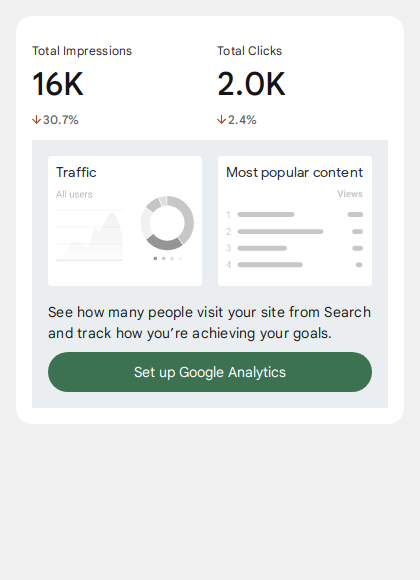 Total Impressions
Total Clicks
16K
2.0K
30.7%
2.4%
Traffic
All users
Most popular content
Views
1
2
3
4
See how many people visit your site from Search
and track how you’re achieving your goals.
Set up Google Analytics